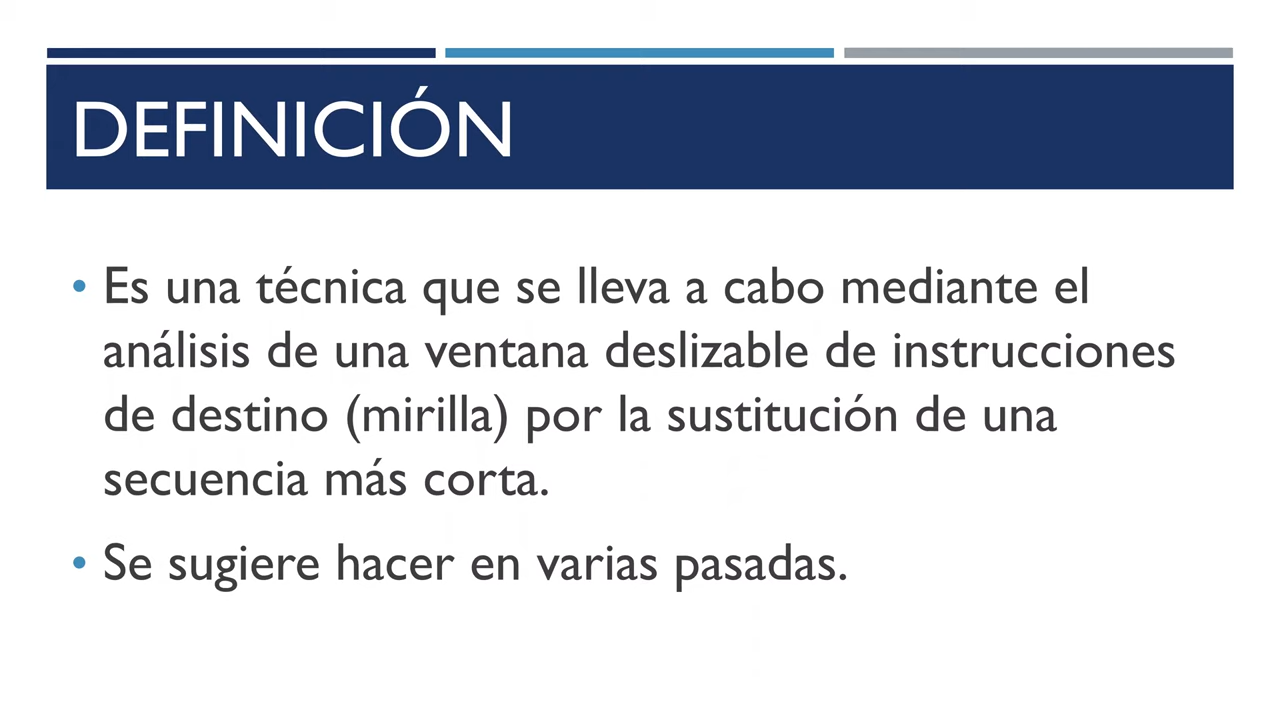 DEFINICIÓN
• Es una técnica que se lleva a cabo mediante el
análisis de una ventana deslizable de instrucciones
de destino (mirilla) por la sustitución de una
secuencia más corta.
• Se sugiere hacer en varias pasadas.